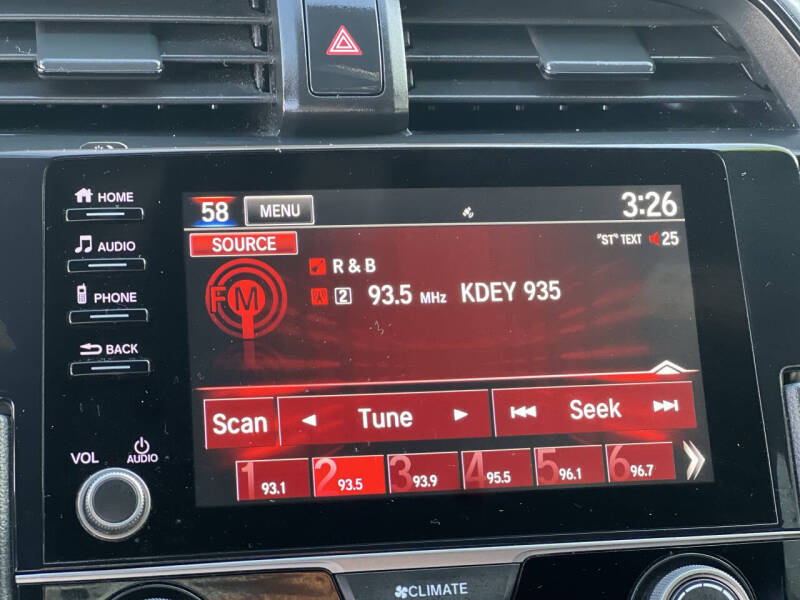 HOME
AUDIO
PHONE
BACK
VOL
AUDIO
58 MENU 3:26
SOURCE
"ST" TEXT 25
FM
R & B
2 93.5 MHz KDEY 935
Scan Tune Seek
1 93.1 2 93.5 3 93.9 4 95.5 5 96.1 6 96.7
CLIMATE